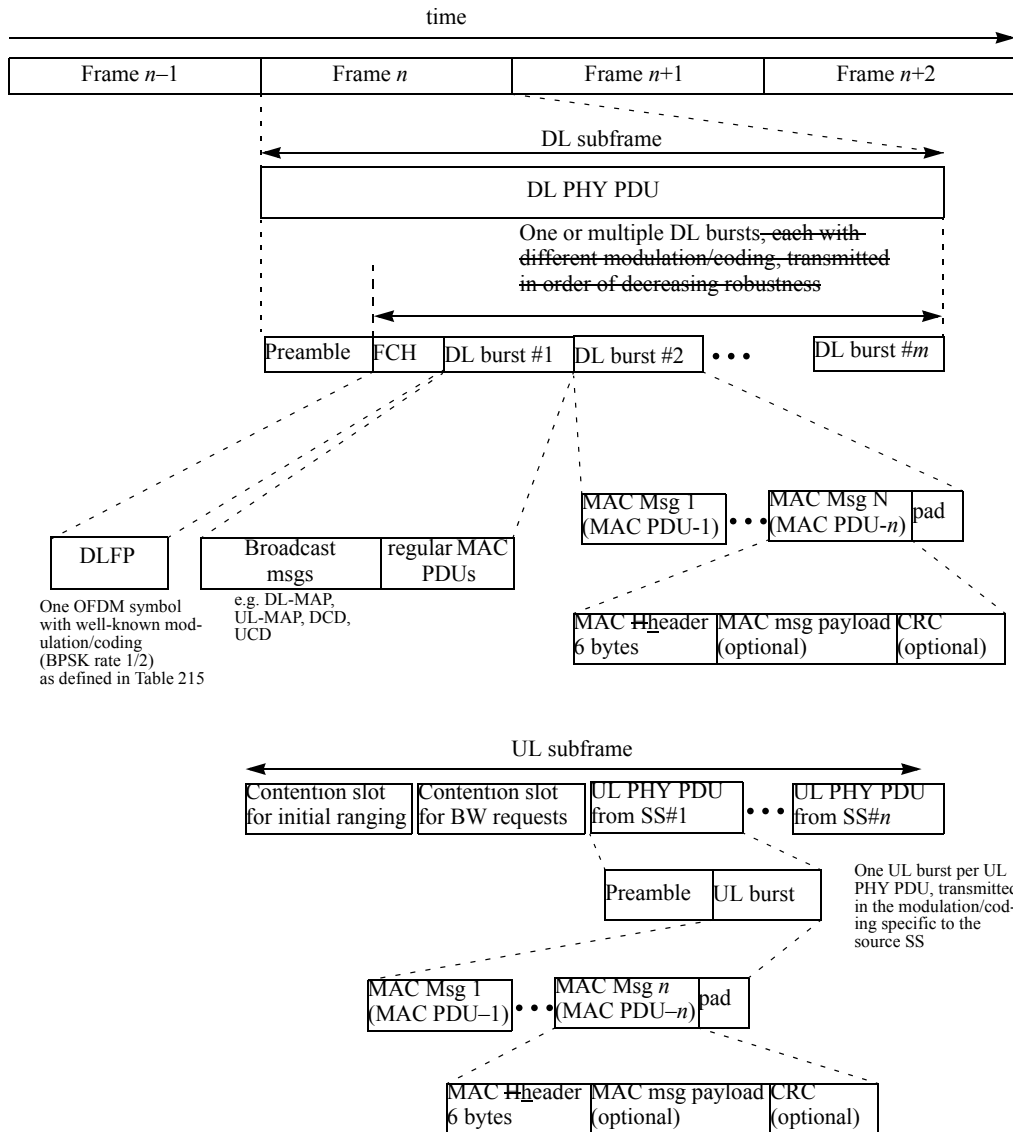 time
Frame n–1
Frame n
Frame n+1
Frame n+2
DL subframe
DL PHY PDU
One or multiple DL bursts, each with
different modulation/coding, transmitted
in order of decreasing robustness
Preamble
FCH
DL burst #1
DL burst #2
•••
DL burst #m
MAC Msg 1
(MAC PDU-1)
•••
MAC Msg N
(MAC PDU-n)
pad
DLFP
Broadcast
msgs
regular MAC
PDUs
One OFDM symbol
with well-known mod-
ulation/coding
(BPSK rate 1/2)
as defined in Table 215
e.g. DL-MAP,
UL-MAP, DCD,
UCD
MAC Hheader
6 bytes
MAC msg payload
(optional)
CRC
(optional)
UL subframe
Contention slot
for initial ranging
Contention slot
for BW requests
UL PHY PDU
from SS#1
•••
UL PHY PDU
from SS#n
Preamble
UL burst
One UL burst per UL
PHY PDU, transmitted
in the modulation/cod-
ing specific to the
source SS
MAC Msg 1
(MAC PDU–1)
•••
MAC Msg n
(MAC PDU–n)
pad
MAC Hheader
6 bytes
MAC msg payload
(optional)
CRC
(optional)